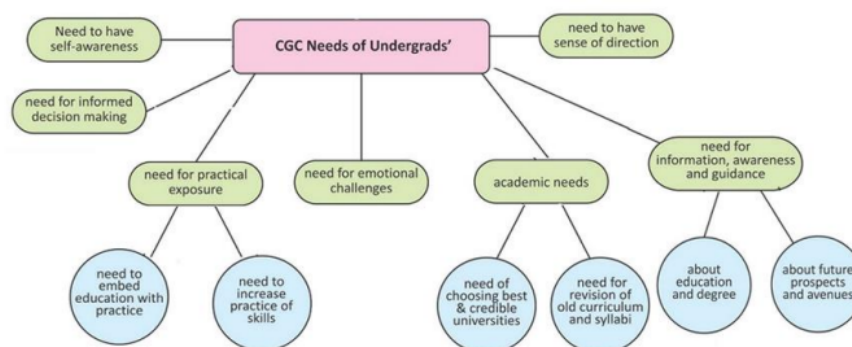 CGC Needs of Undergrads'
Need to have
self-awareness
need to have
sense of direction
need for informed
decision making
need for practical
exposure
need for emotional
challenges
academic needs
need for
information, awareness
and guidance
need to
embed
education with
practice
need to
increase
practice of
skills
need of
choosing best
& credible
universities
need for
revision of
old curriculum
and syllabi
about
education
and degree
about future
prospects
and avenues